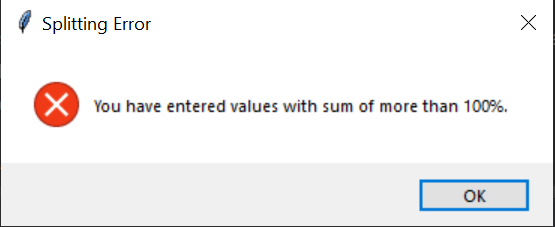 Splitting Error
You have entered values with sum of more than 100%.
OK